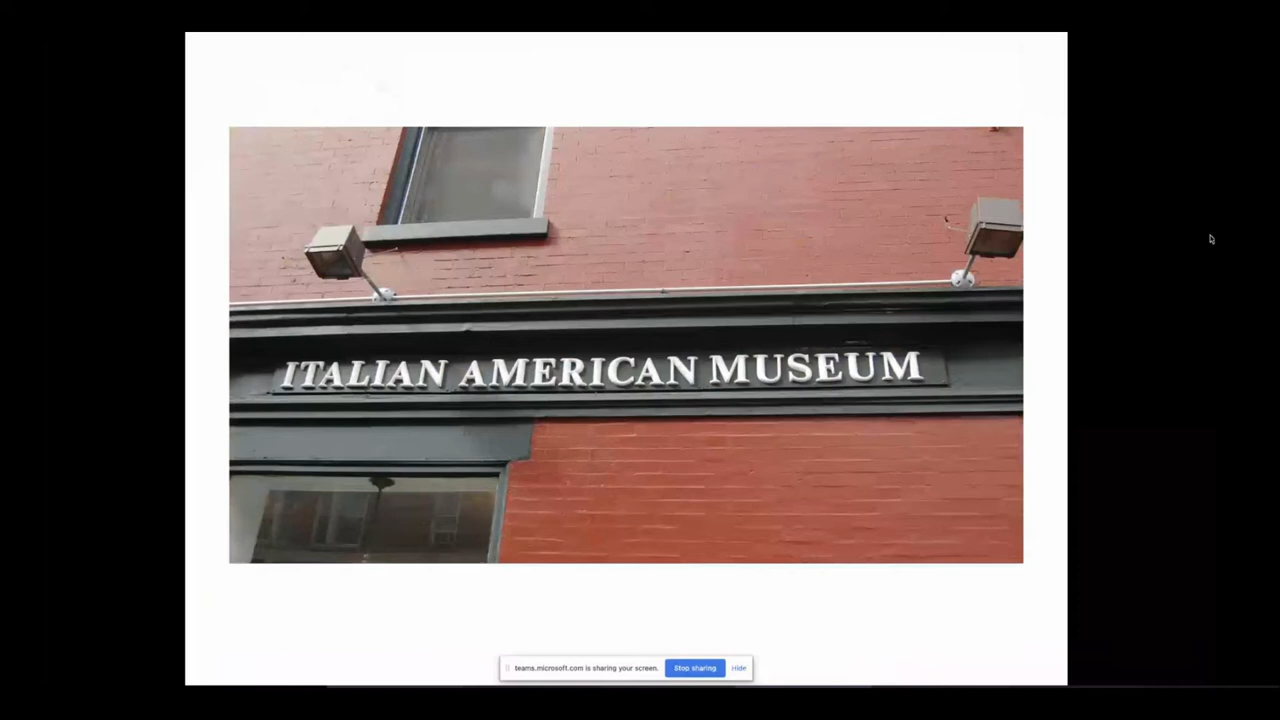 ITALIAN AMERICAN MUSEUM
teams.microsoft.com is sharing your screen. Stop sharing Hide